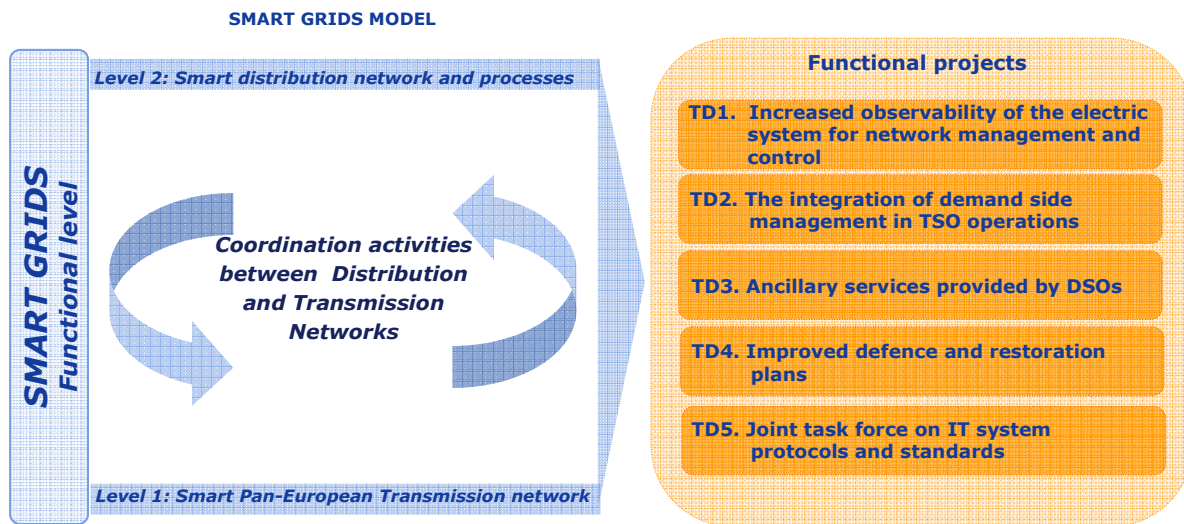 SMART GRIDS MODEL
SMART GRIDS
Functional level
Level 2: Smart distribution network and processes
Coordination activities
between Distribution
and Transmission
Networks
Level 1: Smart Pan-European Transmission network
Functional projects
TD1. Increased observability of the electric
system for network management and
control
TD2. The integration of demand side
management in TSO operations
TD3. Ancillary services provided by DSOs
TD4. Improved defence and restoration
plans
TD5. Joint task force on IT system
protocols and standards